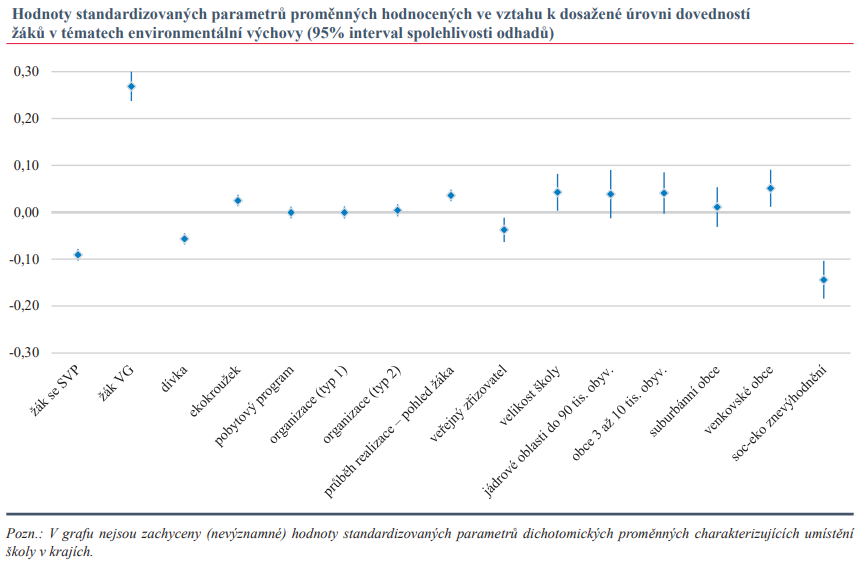 Hodnoty standardizovaných parametrů proměnných hodnocených ve vztahu k dosažené úrovni dovedností
žáků v tématech environmentální výchovy (95% interval spolehlivosti odhadů)
0,30
0,20
0,10
0,00
-0,10
-0,20
-0,30
žák se SVP
žák VG
dívka
ekokroužek
pobytový program
organizace (typ 1)
organizace (typ 2)
průběh realizace – pohled žáka
veřejný zřizovatel
velikost školy
jádrové oblasti do 90 tis. obyv.
obce 3 až 10 tis. obyv.
suburbánní obce
venkovské obce
soc-eko znevýhodnění
Pozn.: V grafu nejsou zachyceny (nevýznamné) hodnoty standardizovaných parametrů dichotomických proměnných charakterizujících umístění
školy v krajích.